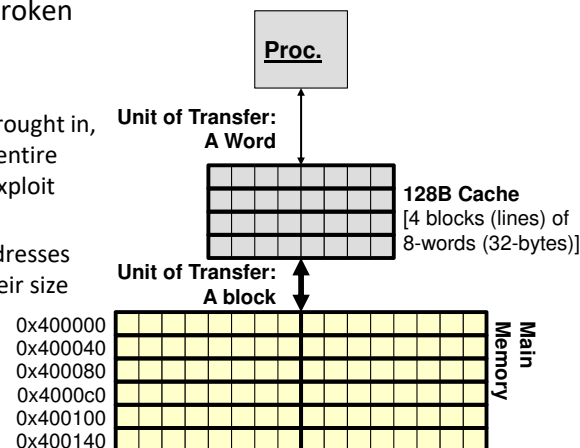 roken
rought in,
entire
xploit
dresses
eir size
Proc.
Unit of Transfer:
A Word
128B Cache
[4 blocks (lines) of
8-words (32-bytes)]
Unit of Transfer:
A block
0x400000
0x400040
0x400080
0x4000c0
0x400100
0x400140
Main
Memory